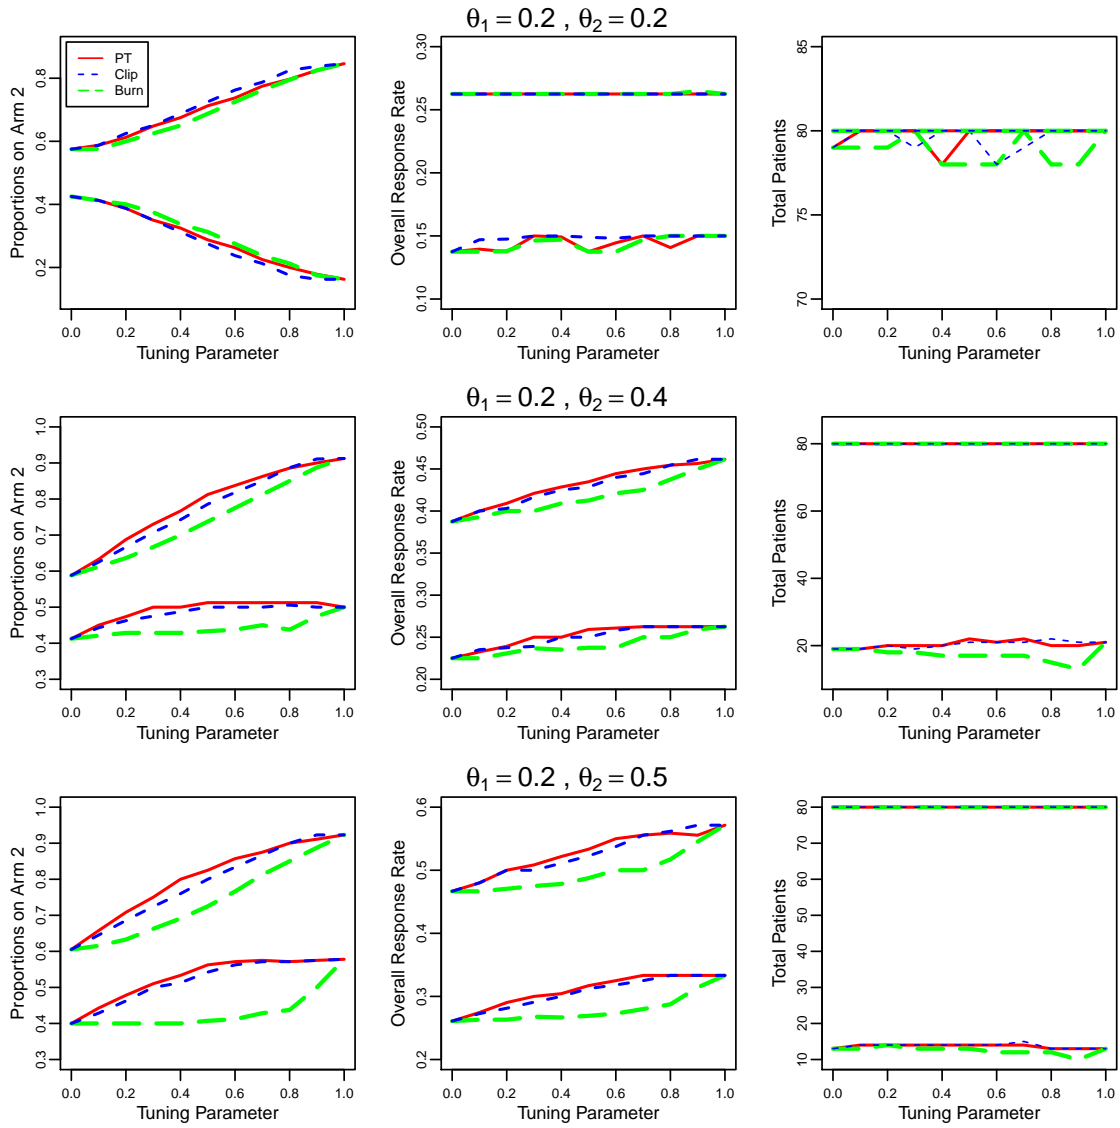 θ1 = 0.2 , θ2 = 0.2
Proportions on Arm 2
0.2 0.4 0.6 0.8
PT
Clip
Burn
0.0 0.2 0.4 0.6 0.8 1.0
Tuning Parameter
Overall Response Rate
0.10 0.15 0.20 0.25 0.30
0.0 0.2 0.4 0.6 0.8 1.0
Tuning Parameter
Total Patients
70 75 80 85
0.0 0.2 0.4 0.6 0.8 1.0
Tuning Parameter
θ1 = 0.2 , θ2 = 0.4
Proportions on Arm 2
0.3 0.4 0.5 0.6 0.7 0.8 0.9 1.0
0.0 0.2 0.4 0.6 0.8 1.0
Tuning Parameter
Overall Response Rate
0.20 0.25 0.30 0.35 0.40 0.45 0.50
0.0 0.2 0.4 0.6 0.8 1.0
Tuning Parameter
Total Patients
20 40 60 80
0.0 0.2 0.4 0.6 0.8 1.0
Tuning Parameter
θ1 = 0.2 , θ2 = 0.5
Proportions on Arm 2
0.3 0.4 0.5 0.6 0.7 0.8 0.9 1.0
0.0 0.2 0.4 0.6 0.8 1.0
Tuning Parameter
Overall Response Rate
0.2 0.3 0.4 0.5 0.6
0.0 0.2 0.4 0.6 0.8 1.0
Tuning Parameter
Total Patients
10 20 30 40 50 60 70 80
0.0 0.2 0.4 0.6 0.8 1.0
Tuning Parameter